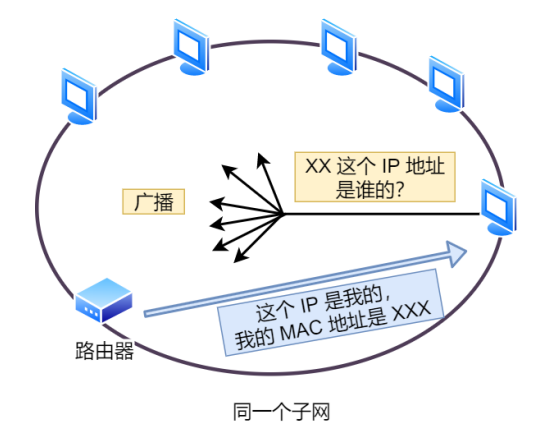 XX 这个 IP 地址
是谁的?
广播
这个 IP 是我的，
我的 MAC 地址是 XXX
路由器
同一个子网